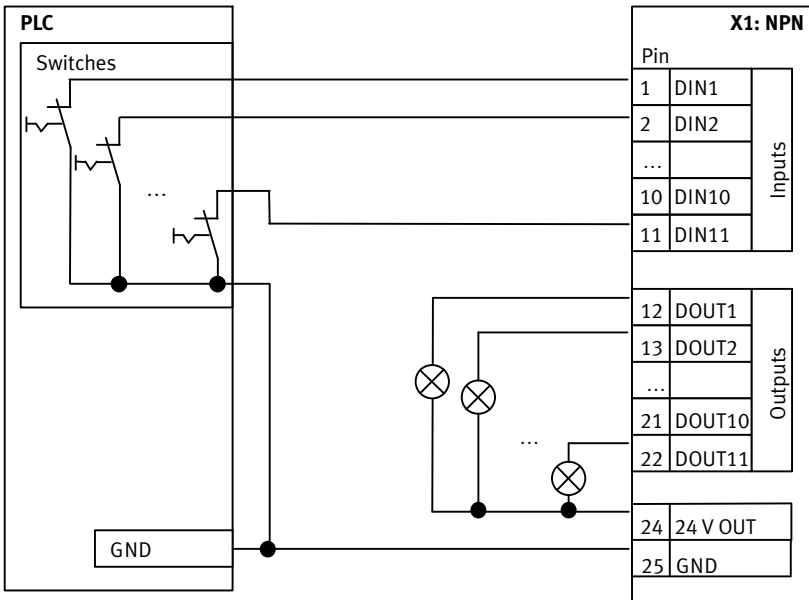 PLC
Switches
...
GND
X1: NPN
Pin
1 DIN1
2 DIN2
...
10 DIN10
11 DIN11
Inputs
12 DOUT1
13 DOUT2
...
21 DOUT10
22 DOUT11
Outputs
...
24 24 V OUT
25 GND